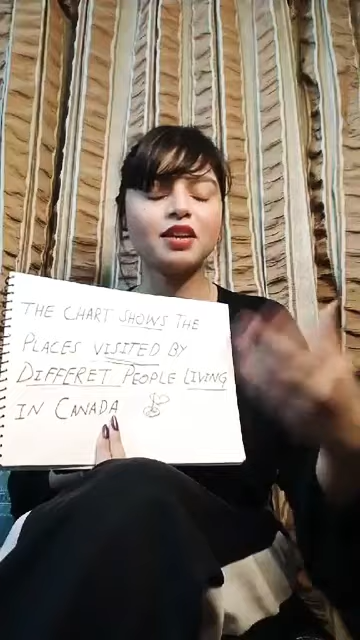 THE CHART SHOWS THE
PLACES VISITED BY
DIFFERET PEOPLE LIVING
IN CANADA